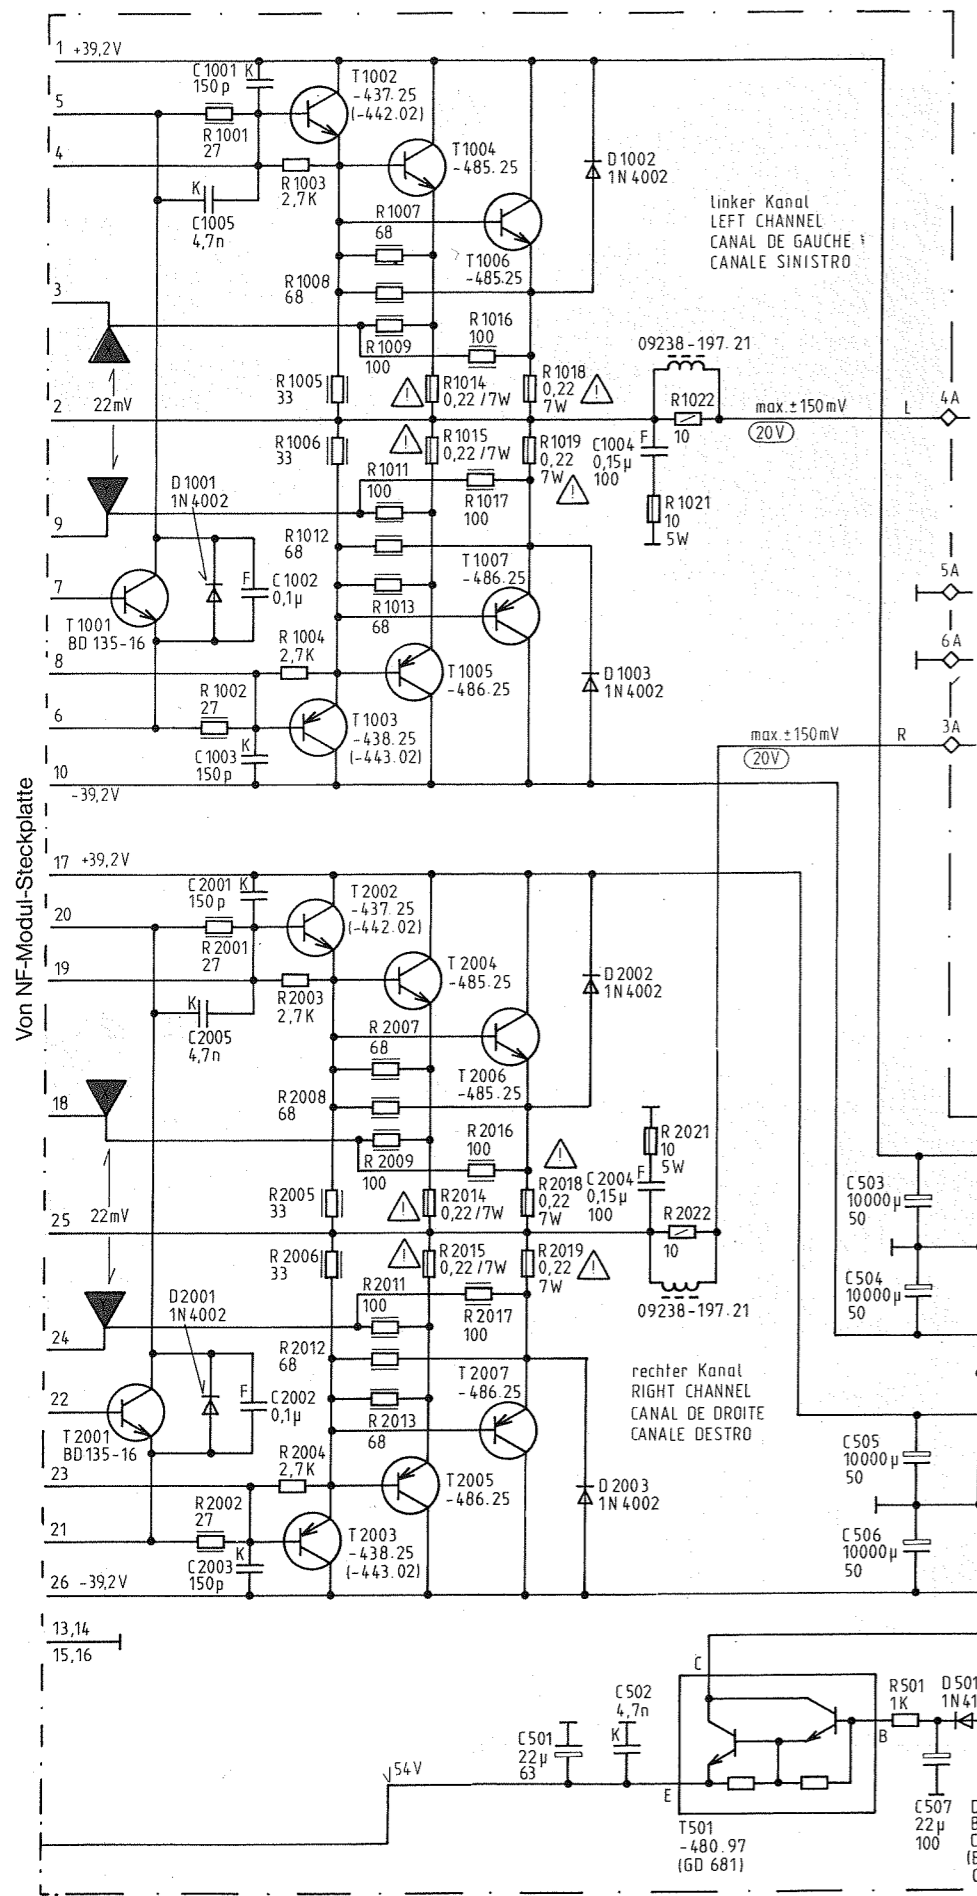 1 +39,2V
C1001 K
150p
T1002
-437.25
(-442.02)
5
R1001
27
4
T1004
-485.25
R1003
2,7K
D1002
1N4002
K
C1005
4,7n
R1007
68
linker Kanal
LEFT CHANNEL
CANAL DE GAUCHE
CANALE SINISTRO
T1006
-485.25
3
R1008
68
R1016
100
R1009
100
09238-197.21
R1005
33
R1014
0,22/7W
R1018
0,22
7W
22mV
R1022
10
max.±150mV
20V
L
4A
2
R1006
33
R1015
0,22/7W
R1019
0,22
7W
C1004
0,15µ
100
F
R1011
100
R1017
100
D1001
1N4002
R1021
10
5W
9
R1012
68
T1007
-486.25
5A
7
F
C1002
0,1µ
R1013
68
T1001
BD 135-16
R1004
2,7K
6A
8
T1005
-486.25
D1003
1N4002
R1002
27
6
T1003
-438.25
(-443.02)
K
C1003
150p
max.±150mV
20V
R
3A
10
-39,2V
Von NF-Modul-Steckplatte
17 +39,2V
C2001 K
150p
T2002
-437.25
(-442.02)
20
R2001
27
19
T2004
-485.25
R2003
2,7K
D2002
1N4002
K
C2005
4,7n
R2007
68
T2006
-485.25
18
R2008
68
R2016
100
R2009
100
R2021
10
5W
R2005
33
R2014
0,22/7W
R2018
0,22
7W
C2004
0,15µ
100
F
C503
10000µ
50
22mV
25
R2022
10
R2006
33
R2015
0,22/7W
R2019
0,22
7W
C504
10000µ
50
D2001
1N4002
R2011
100
R2017
100
09238-197.21
24
R2012
68
T2007
-486.25
rechter Kanal
RIGHT CHANNEL
CANAL DE DROITE
CANALE DESTRO
22
F
C2002
0,1µ
R2013
68
T2001
BD135-16
R2004
2,7K
C505
10000µ
50
23
T2005
-486.25
D2003
1N4002
R2002
27
21
T2003
-438.25
(-443.02)
K
C2003
150p
C506
10000µ
50
26 -39,2V
13,14
15,16
C
C502
4,7n
K
R501
1K
D501
1N41
C501
22µ
63
B
54V
E
T501
-480.97
(GD 681)
C507
22µ
100
D
B
C
(E